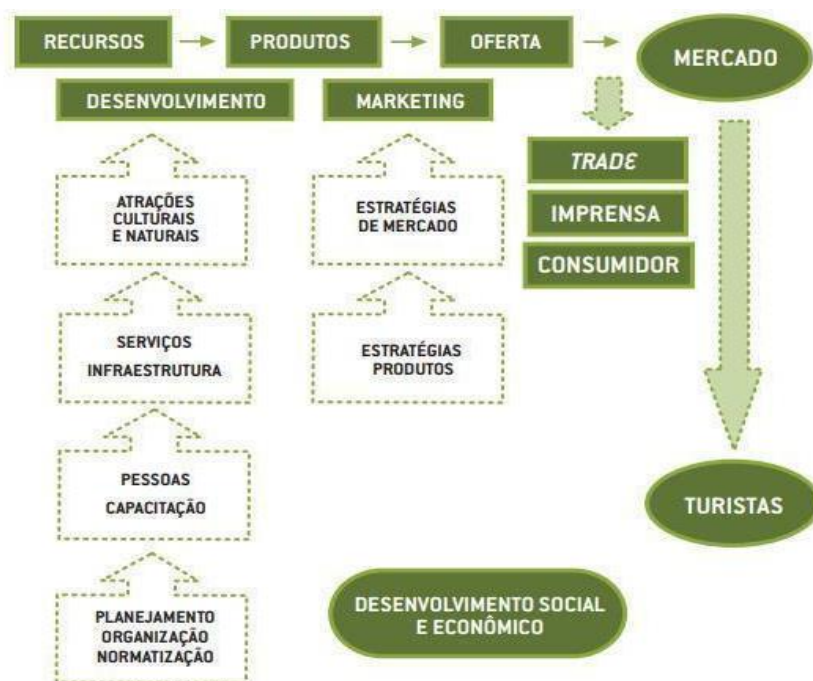 RECURSOS
PRODUTOS
OFERTA
MERCADO
DESENVOLVIMENTO
MARKETING
TRADE
IMPRENSA
CONSUMIDOR
ATRAÇÕES
CULTURAIS
E NATURAIS
ESTRATÉGIAS
DE MERCADO
SERVIÇOS
INFRAESTRUTURA
ESTRATÉGIAS
PRODUTOS
PESSOAS
CAPACITAÇÃO
TURISTAS
PLANEJAMENTO
ORGANIZAÇÃO
NORMATIZAÇÃO
DESENVOLVIMENTO SOCIAL
E ECONÔMICO